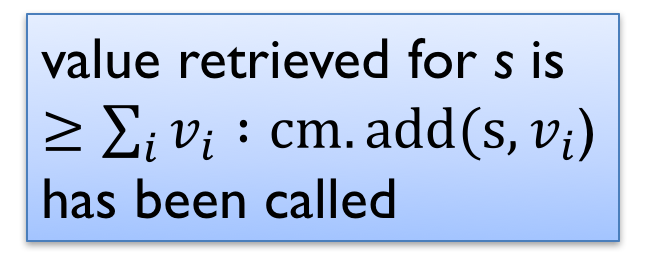 value retrieved for s is
≥ ∑ᵢ vᵢ : cm. add(s, vᵢ)
has been called